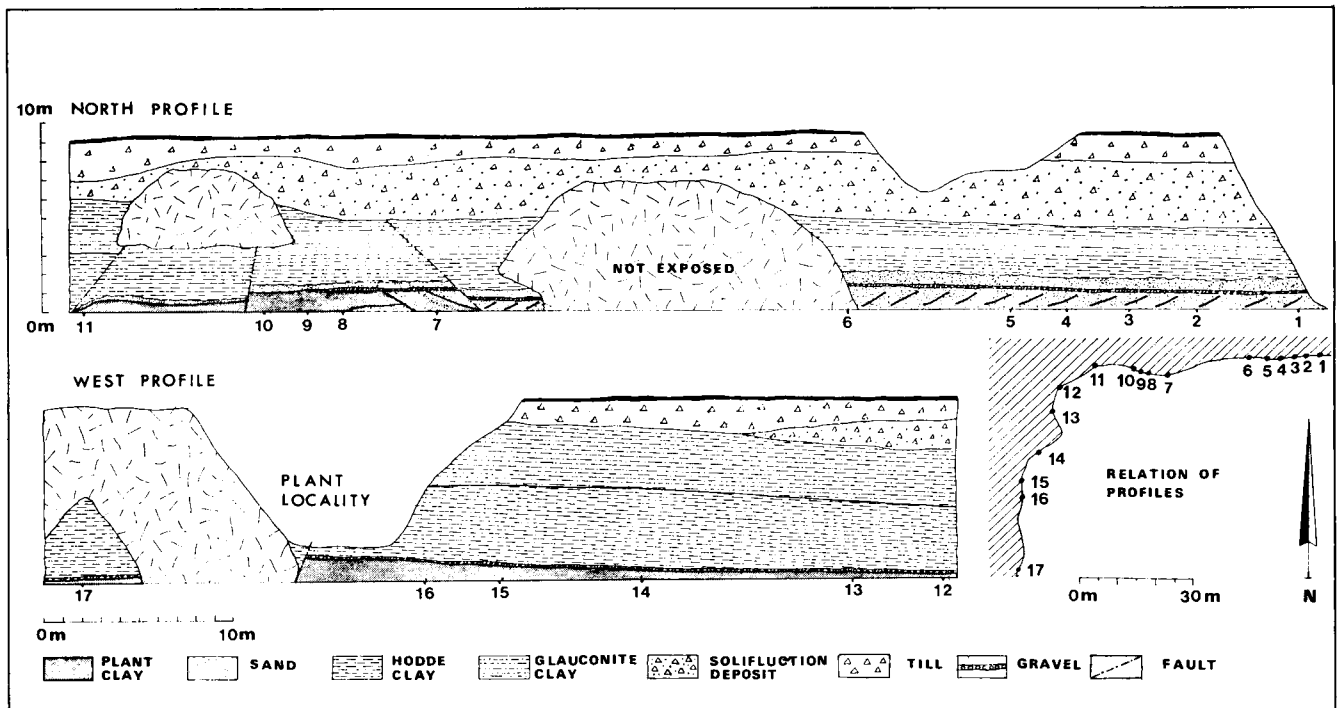 10m NORTH PROFILE
NOT EXPOSED
0m
11 10 9 8 7 6 5 4 3 2 1
WEST PROFILE
PLANT
LOCALITY
17 16 15 14 13 12
11 10 9 8 7 6 5 4 3 2 1
12
13
14
15
16
17
RELATION OF
PROFILES
0m 30m N
0m 10m
PLANT
CLAY
SAND
HODDE
CLAY
GLAUCONITE
CLAY
SOLIFLUCTION
DEPOSIT
TILL
GRAVEL
FAULT